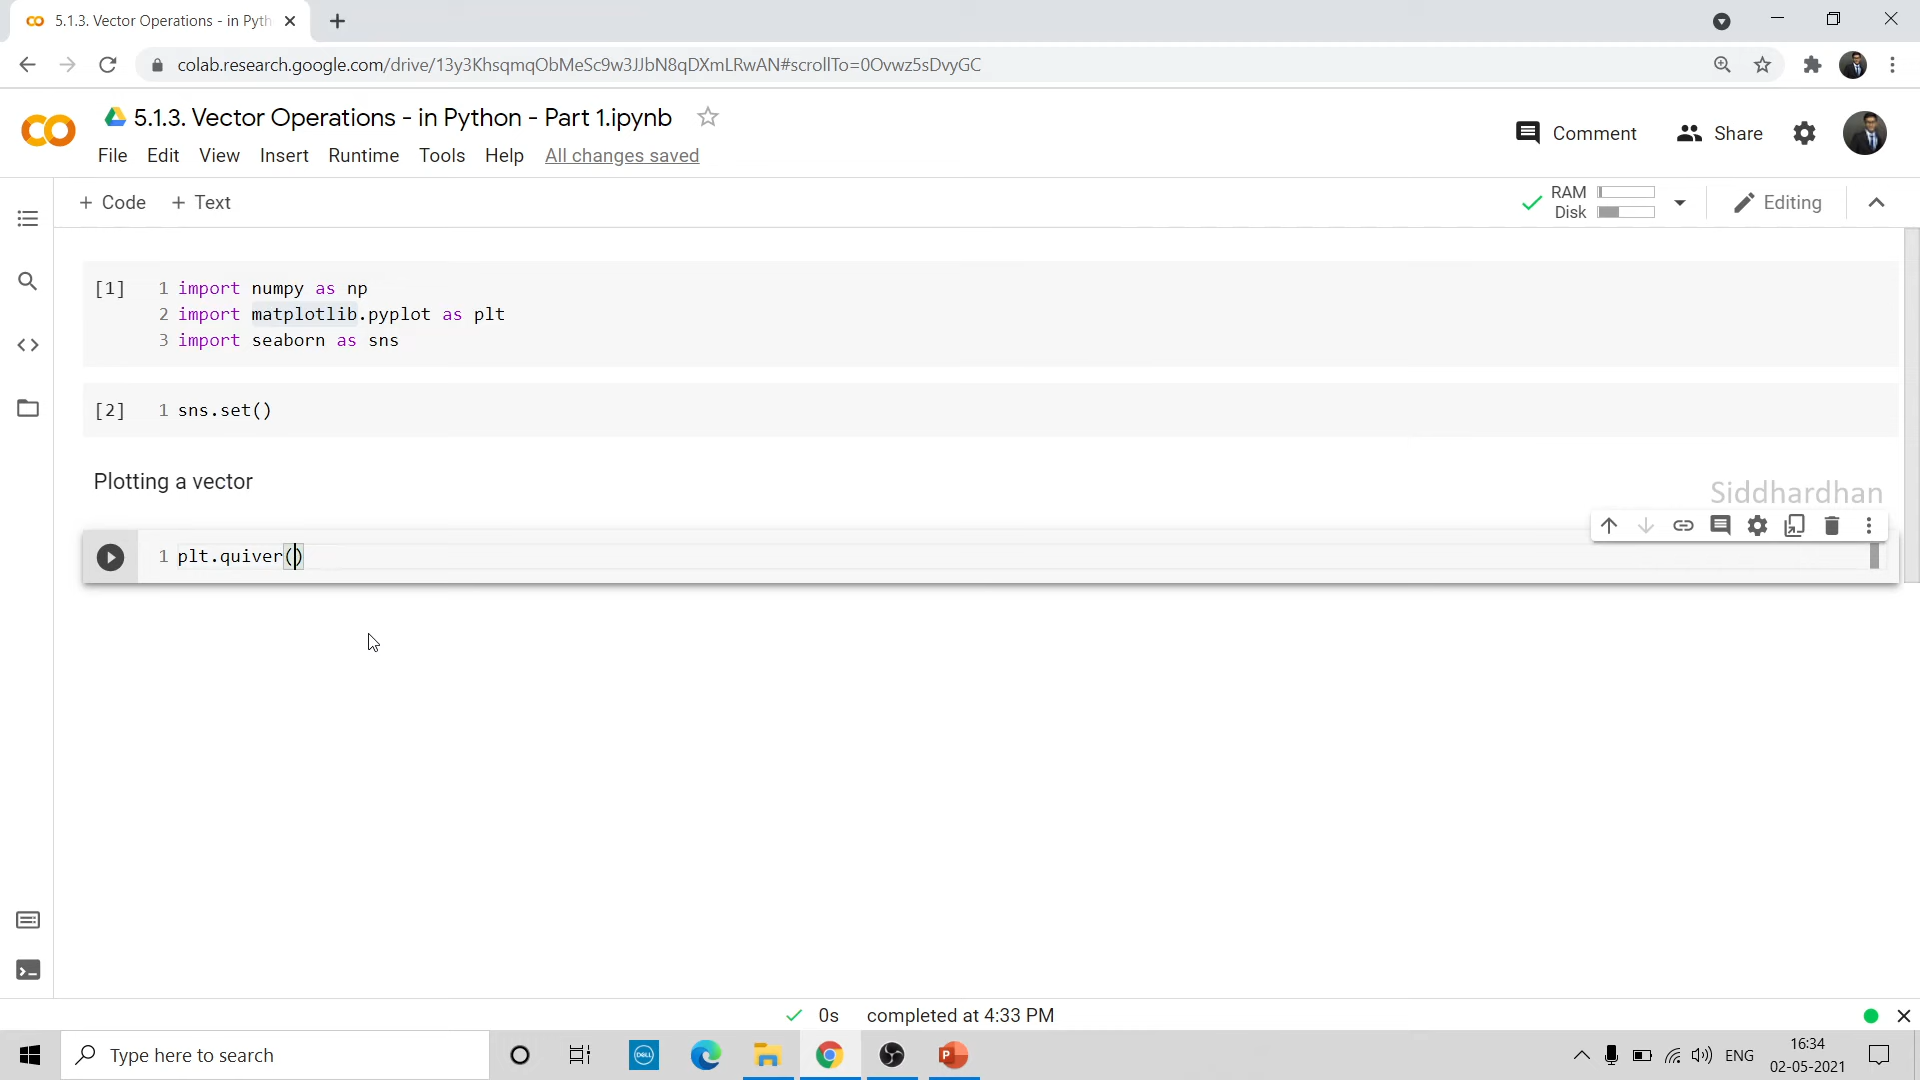 5.1.3. Vector Operations - in Pyth
colab.research.google.com/drive/13y3KhsqmqObMeSc9w3JJbN8qDXmLRwAN#scrollTo=0Ovwz5sDvyGC
5.1.3. Vector Operations - in Python - Part 1.ipynb
Comment Share
File Edit View Insert Runtime Tools Help All changes saved
+ Code + Text
RAM
Disk
Editing
[1] 1 import numpy as np
2 import matplotlib.pyplot as plt
3 import seaborn as sns
[2] 1 sns.set()
Plotting a vector
Siddhardhan
1 plt.quiver()
0s completed at 4:33 PM
Type here to search
DELL
ENG
16:34
02-05-2021